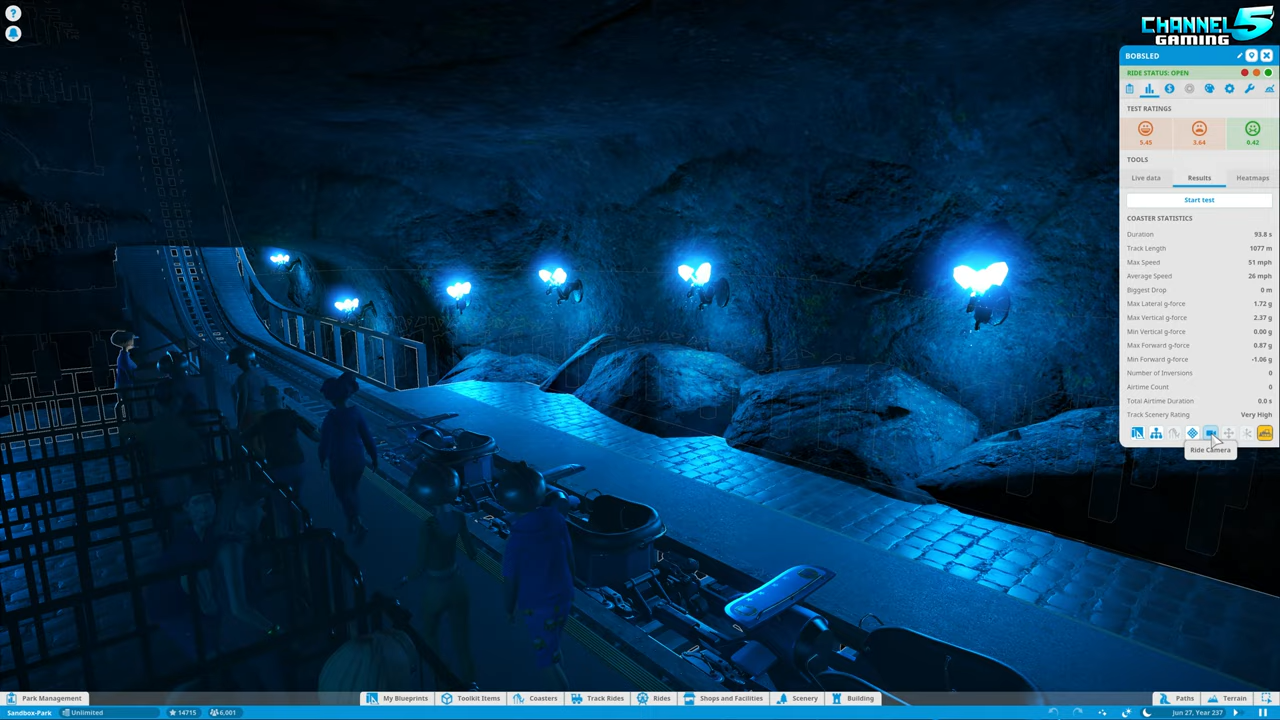 ?
CHANNEL 5
GAMING
BOBSLED
RIDE STATUS: OPEN
TEST RATINGS
5.45
3.64
0.42
TOOLS
Live data
Results
Heatmaps
Start test
COASTER STATISTICS
Duration 93.8 s
Track Length 1077 m
Max Speed 51 mph
Average Speed 26 mph
Biggest Drop 0 m
Max Lateral g-force 1.72 g
Max Vertical g-force 2.37 g
Min Vertical g-force 0.00 g
Max Forward g-force 0.87 g
Min Forward g-force -1.06 g
Number of Inversions 0
Airtime Count 0
Total Airtime Duration 0.0 s
Track Scenery Rating Very High
Ride Camera
Park Management
My Blueprints
Toolkit Items
Coasters
Track Rides
Rides
Shops and Facilities
Scenery
Building
Paths
Terrain
Sandbox-Park
Unlimited
14715
6,001
Jun 27, Year 237